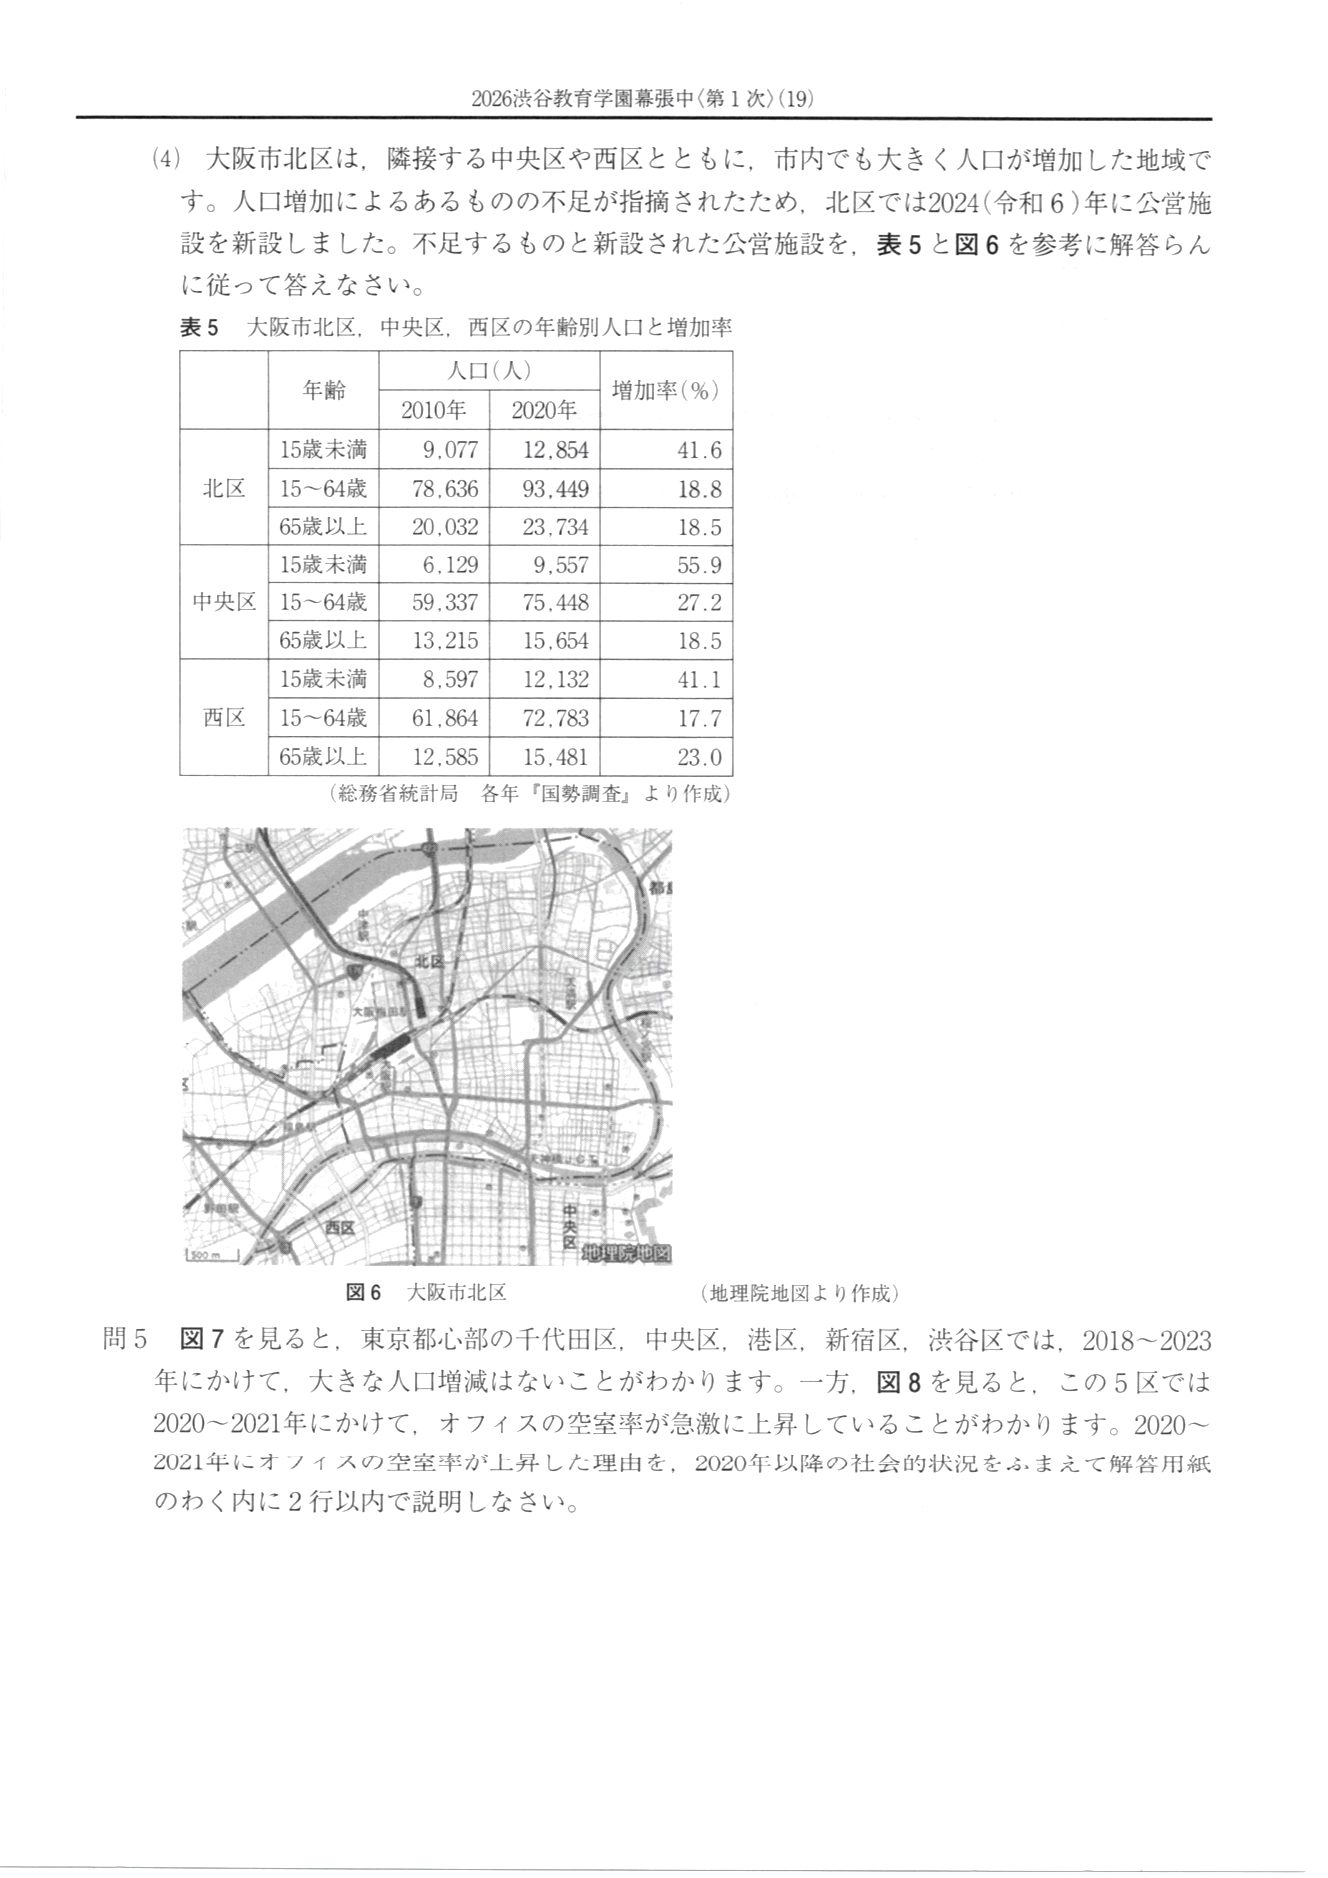 2026渋谷教育学園幕張中〈第1次〉(19)
(4)　大阪市北区は，隣接する中央区や西区とともに，市内でも大きく人口が増加した地域で
す。人口増加によるあるものの不足が指摘されたため，北区では2024(令和6)年に公営施
設を新設しました。不足するものと新設された公営施設を，表5と図6を参考に解答らん
に従って答えなさい。
表5　大阪市北区，中央区，西区の年齢別人口と増加率
年齢　人口(人)　増加率(%)
2010年　2020年
北区　15歳未満　9,077　12,854　41.6
15〜64歳　78,636　93,449　18.8
65歳以上　20,032　23,734　18.5
中央区　15歳未満　6,129　9,557　55.9
15〜64歳　59,337　75,448　27.2
65歳以上　13,215　15,654　18.5
西区　15歳未満　8,597　12,132　41.1
15〜64歳　61,864　72,783　17.7
65歳以上　12,585　15,481　23.0
(総務省統計局　各年『国勢調査』より作成)
中津駅
北区
大阪梅田駅
西区
中央区
500 m
地理院地図
図6　大阪市北区　(地理院地図より作成)
問5　図7を見ると，東京都心部の千代田区，中央区，港区，新宿区，渋谷区では，2018〜2023
年にかけて，大きな人口増減はないことがわかります。一方，図8を見ると，この5区では
2020〜2021年にかけて，オフィスの空室率が急激に上昇していることがわかります。2020〜
2021年にオフィスの空室率が上昇した理由を，2020年以降の社会的状況をふまえて解答用紙
のわく内に2行以内で説明しなさい。